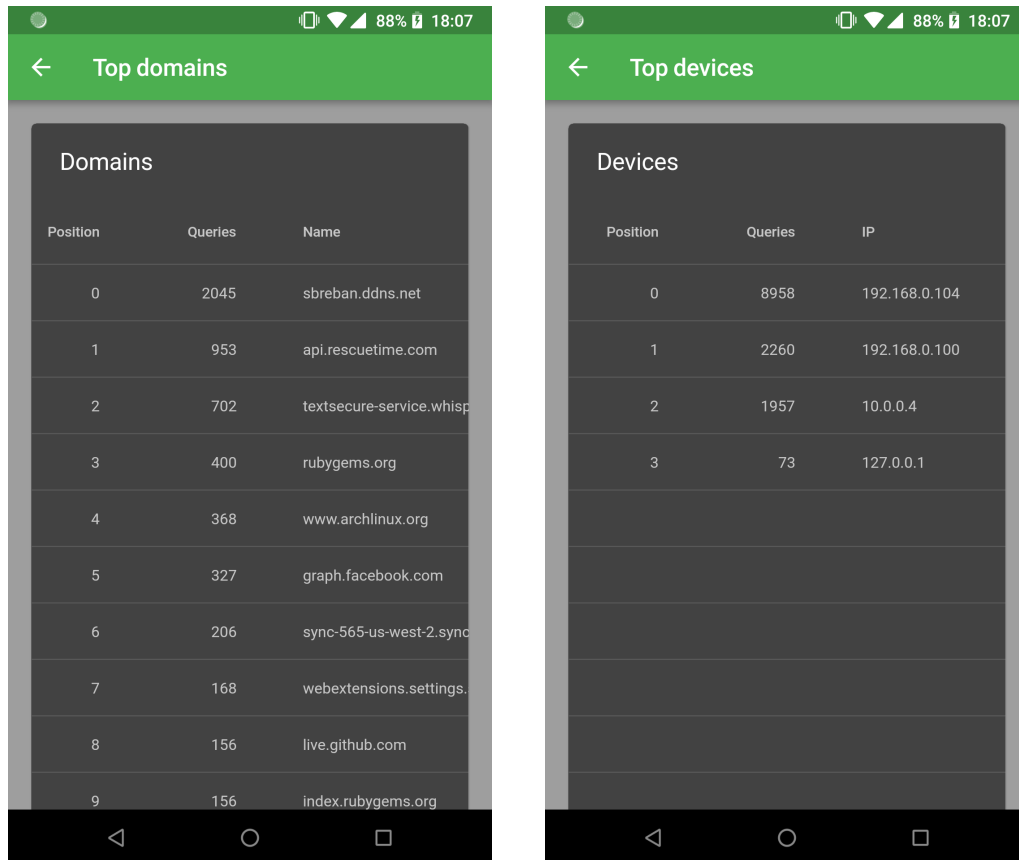 88% 18:07
Top domains
Domains
Position Queries Name
0 2045 sbreban.ddns.net
1 953 api.rescuetime.com
2 702 textsecure-service.whisp
3 400 rubygems.org
4 368 www.archlinux.org
5 327 graph.facebook.com
6 206 sync-565-us-west-2.sync
7 168 webextensions.settings.
8 156 live.github.com
9 156 index.rubygems.org
88% 18:07
Top devices
Devices
Position Queries IP
0 8958 192.168.0.104
1 2260 192.168.0.100
2 1957 10.0.0.4
3 73 127.0.0.1